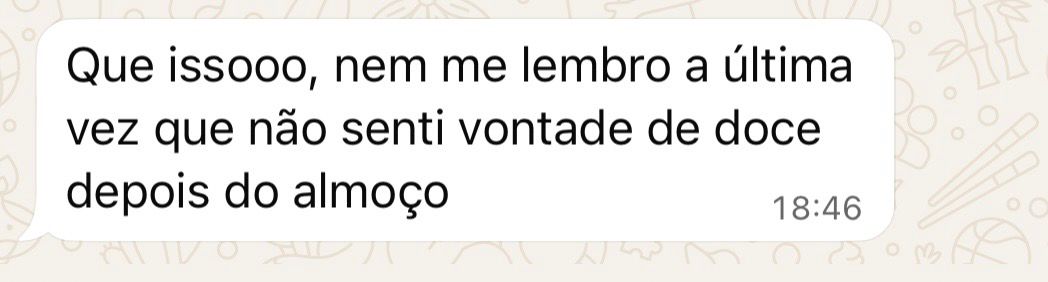 Que issooo, nem me lembro a última
vez que não senti vontade de doce
depois do almoço
18:46